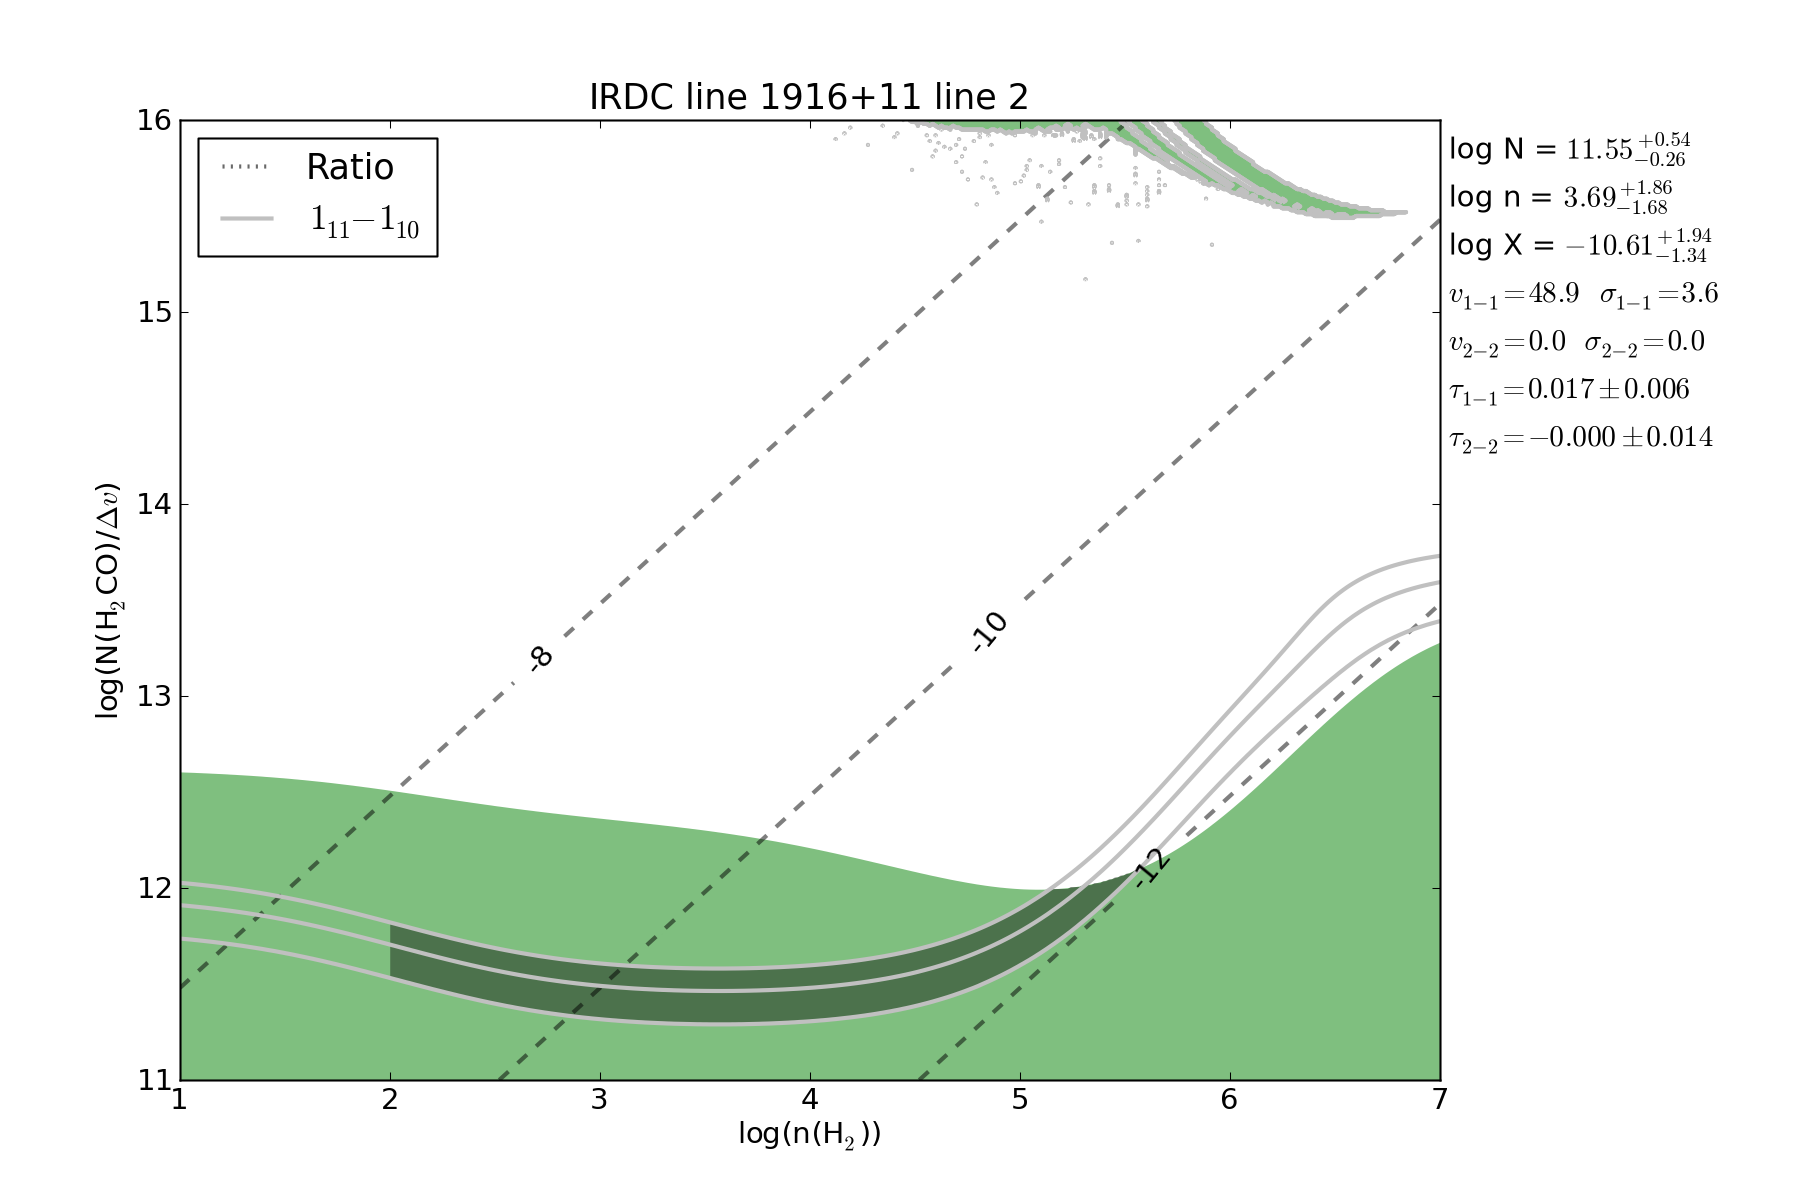 IRDC line 1916+11 line 2
Ratio
1₁₁−1₁₀
log N = 11.55 +0.54 −0.26
log n = 3.69 +1.86 −1.68
log X = −10.61 +1.94 −1.34
v₁₋₁=48.9 σ₁₋₁=3.6
v₂₋₂=0.0 σ₂₋₂=0.0
τ₁₋₁=0.017±0.006
τ₂₋₂=−0.000±0.014
log(N(H₂CO)/Δv)
16
15
14
13
12
11
-8
-10
-12
1 2 3 4 5 6 7
log(n(H₂))